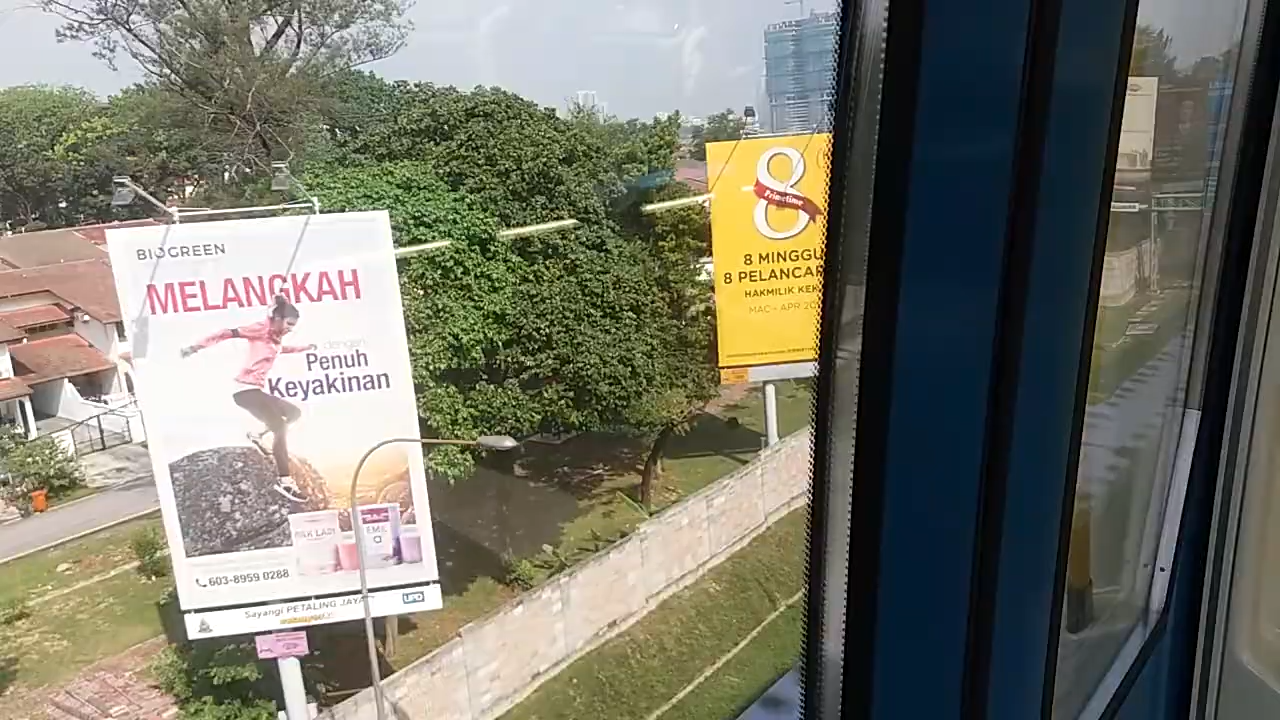 BIOGREEN
MELANGKAH
dengan
Penuh
Keyakinan
603-8959 0288
Sayangi PETALING JAYA
UPD
8
Primetime
8 MINGGU
8 PELANCAR
HAKMILIK KEK
MAC - APR 20